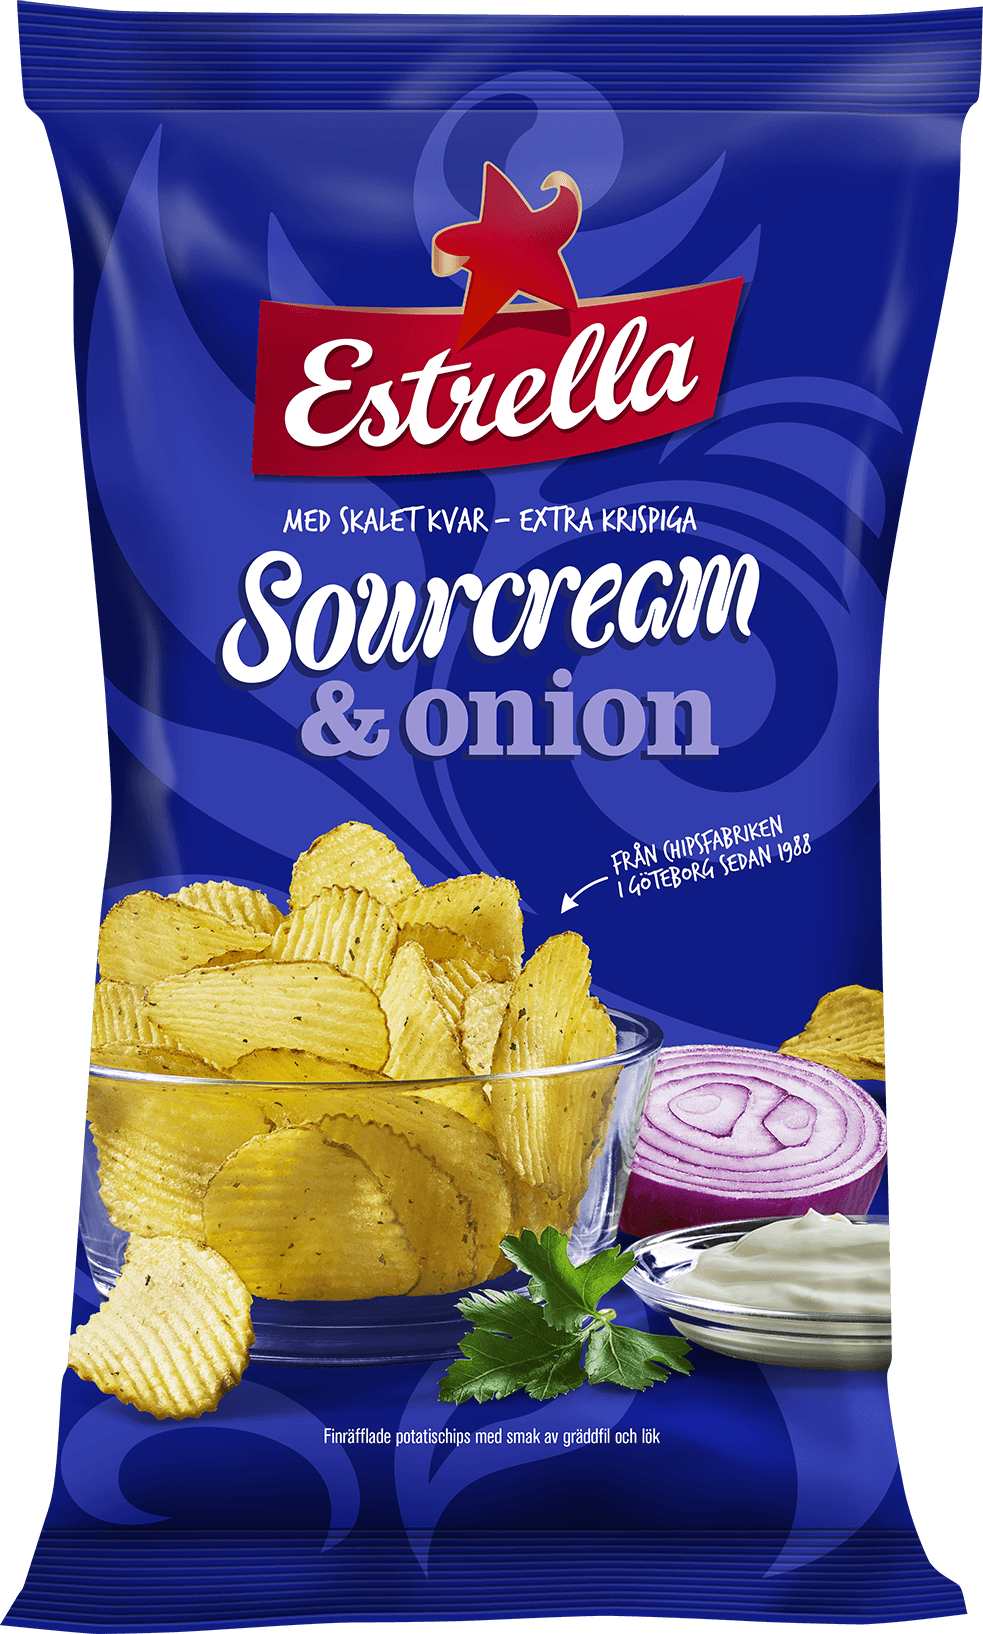 Estrella
MED SKALET KVAR – EXTRA KRISPIGA
Sourcream
& onion
FRÅN CHIPSFABRIKEN
I GÖTEBORG SEDAN 1988
Finräfflade potatischips med smak av gräddfil och lök